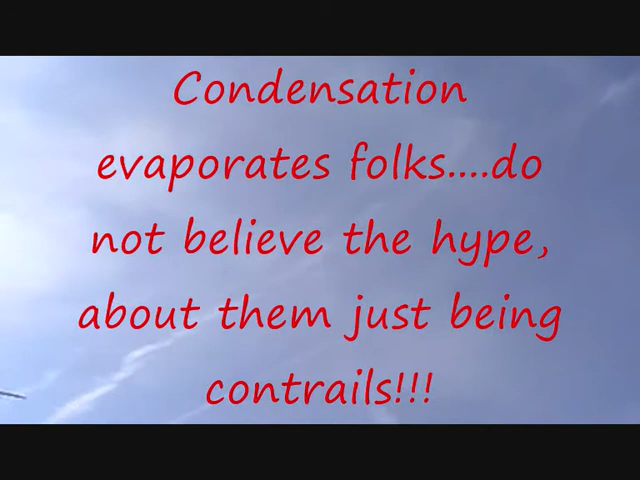 Condensation
evaporates folks....do
not believe the hype,
about them just being
contrails!!!